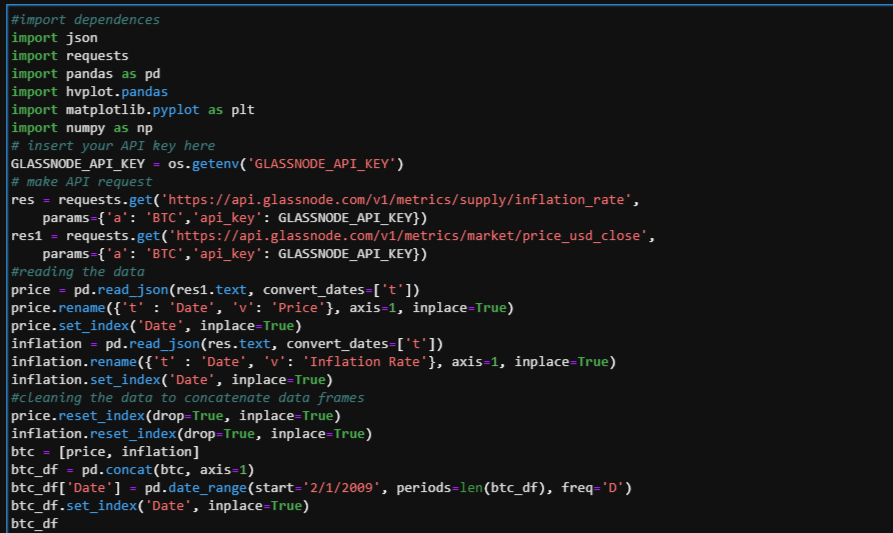 #import dependences
import json
import requests
import pandas as pd
import hvplot.pandas
import matplotlib.pyplot as plt
import numpy as np
# insert your API key here
GLASSNODE_API_KEY = os.getenv('GLASSNODE_API_KEY')
# make API request
res = requests.get('https://api.glassnode.com/v1/metrics/supply/inflation_rate',
    params={'a': 'BTC','api_key': GLASSNODE_API_KEY})
res1 = requests.get('https://api.glassnode.com/v1/metrics/market/price_usd_close',
    params={'a': 'BTC','api_key': GLASSNODE_API_KEY})
#reading the data
price = pd.read_json(res1.text, convert_dates=['t'])
price.rename({'t' : 'Date', 'v': 'Price'}, axis=1, inplace=True)
price.set_index('Date', inplace=True)
inflation = pd.read_json(res.text, convert_dates=['t'])
inflation.rename({'t' : 'Date', 'v': 'Inflation Rate'}, axis=1, inplace=True)
inflation.set_index('Date', inplace=True)
#cleaning the data to concatenate data frames
price.reset_index(drop=True, inplace=True)
inflation.reset_index(drop=True, inplace=True)
btc = [price, inflation]
btc_df = pd.concat(btc, axis=1)
btc_df['Date'] = pd.date_range(start='2/1/2009', periods=len(btc_df), freq='D')
btc_df.set_index('Date', inplace=True)
btc_df